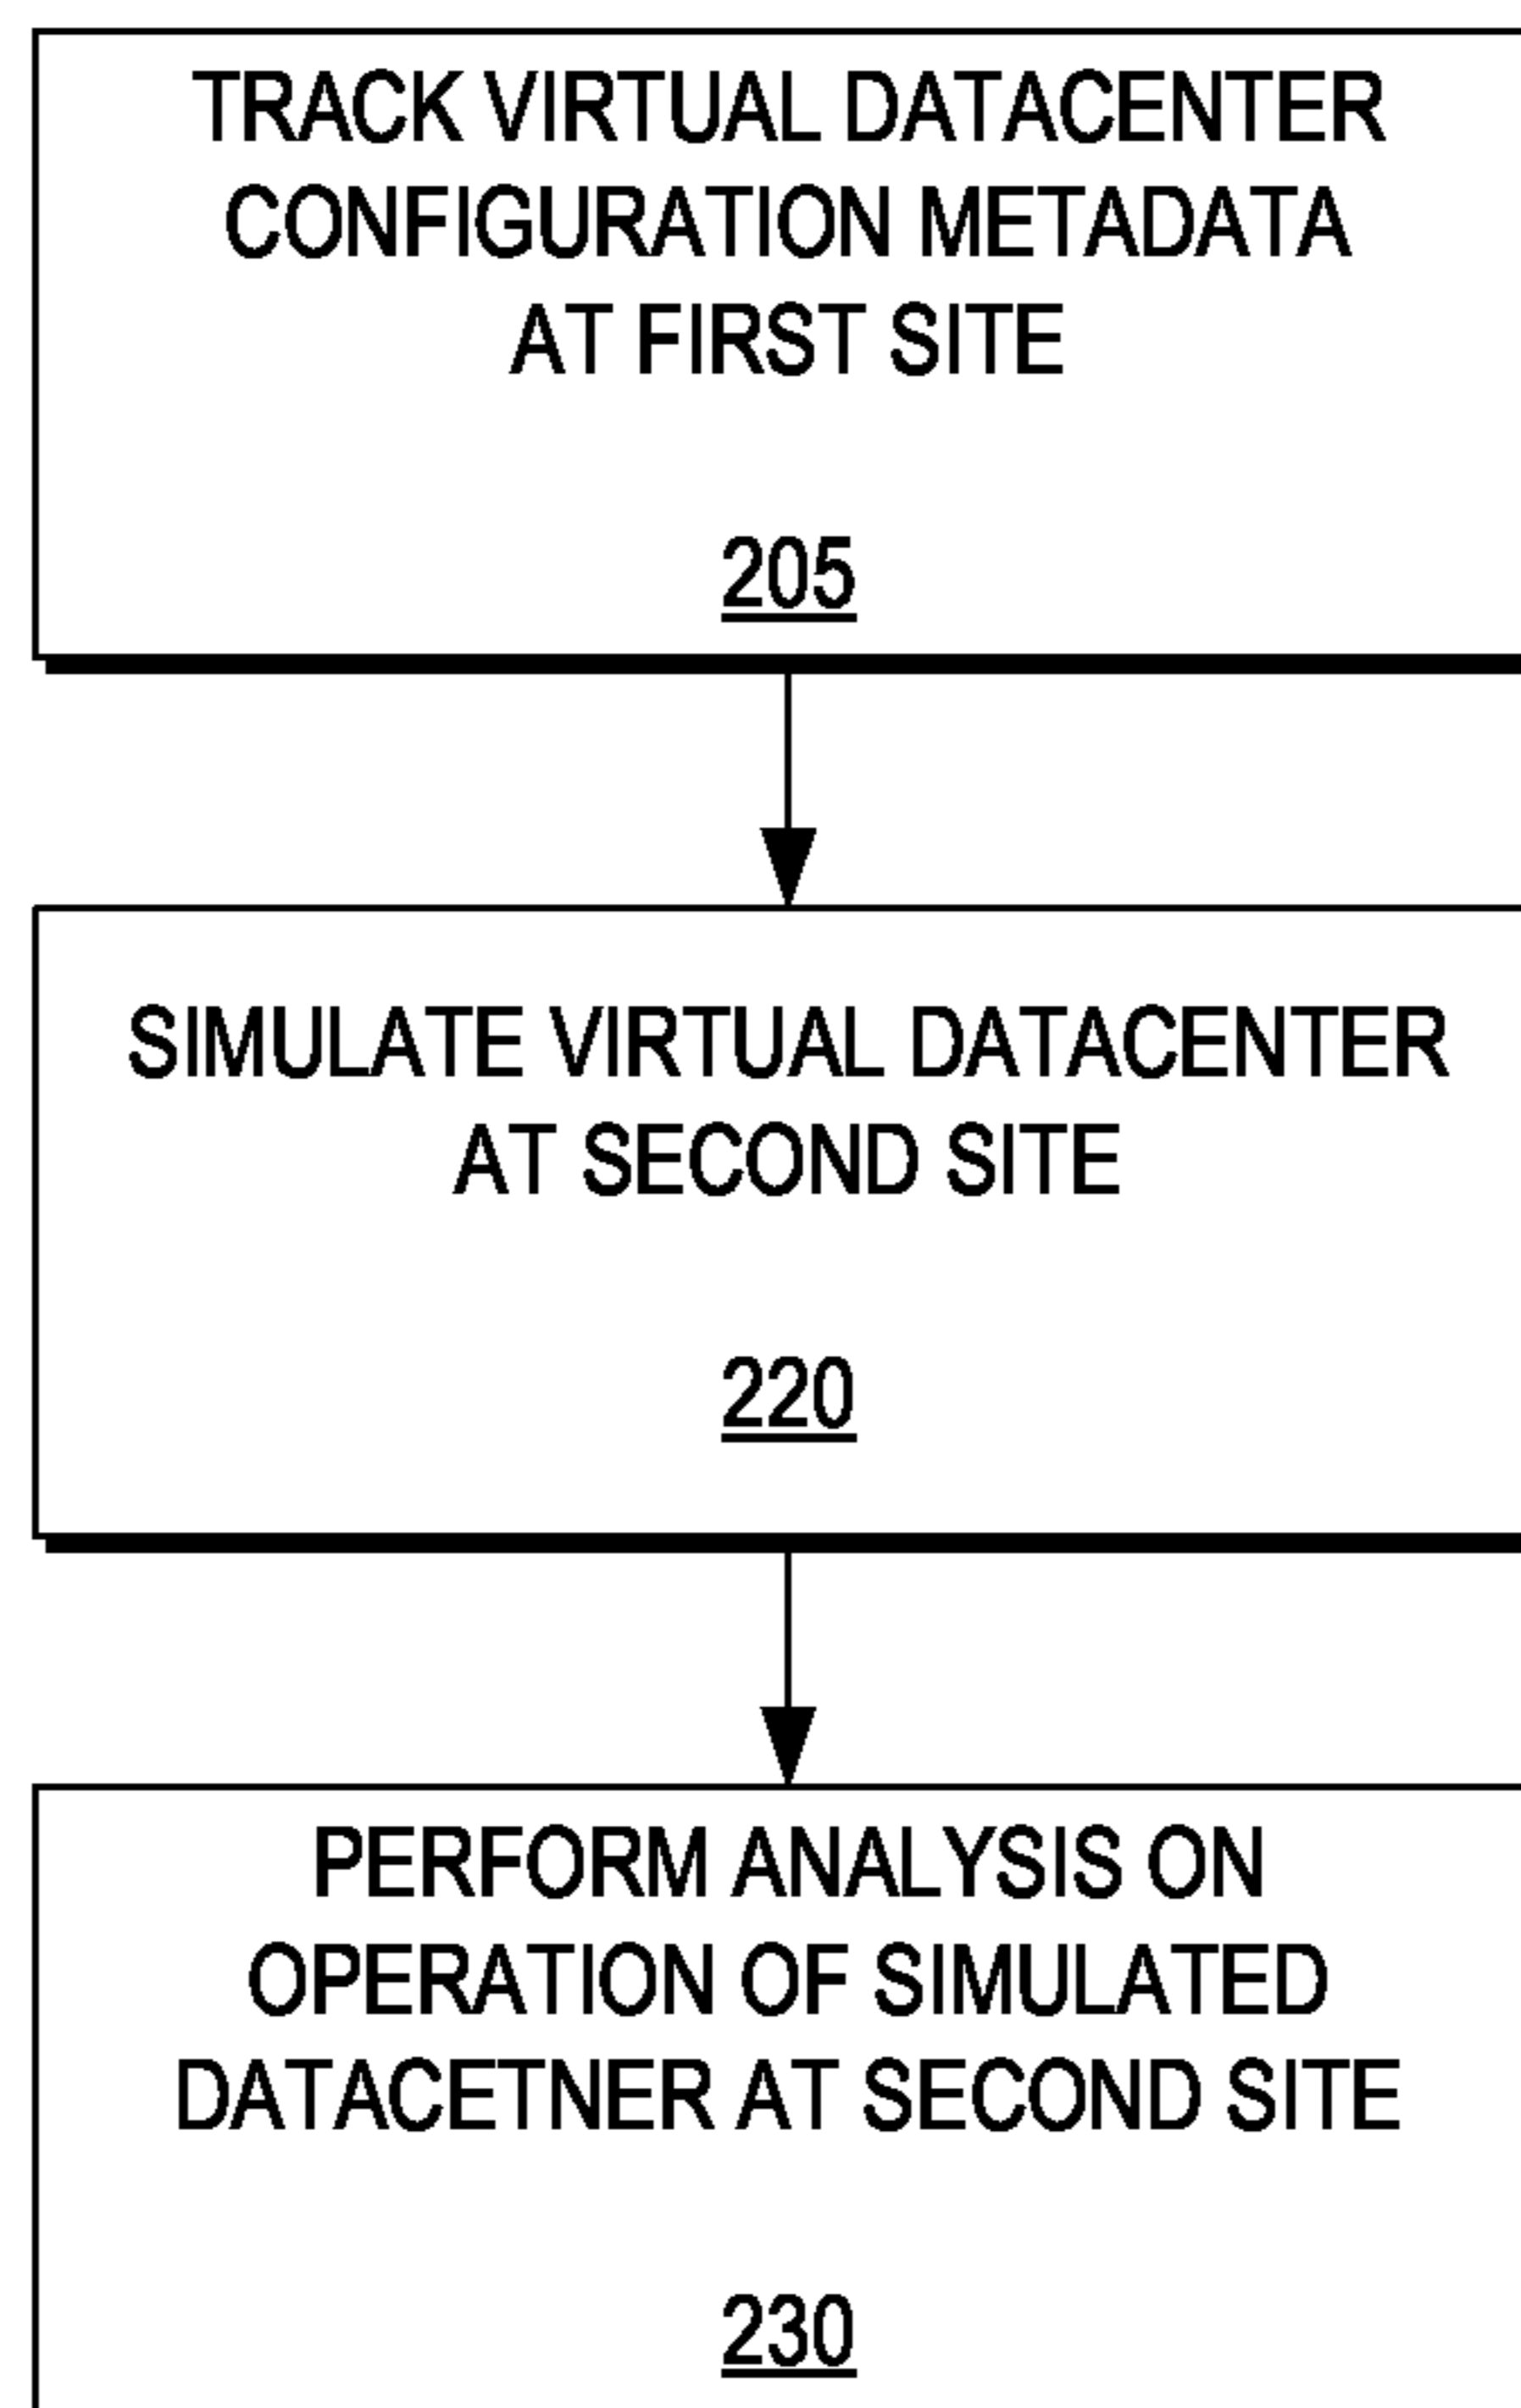 TRACK VIRTUAL DATACENTER
CONFIGURATION METADATA
AT FIRST SITE
205
SIMULATE VIRTUAL DATACENTER
AT SECOND SITE
220
PERFORM ANALYSIS ON
OPERATION OF SIMULATED
DATACETNER AT SECOND SITE
230